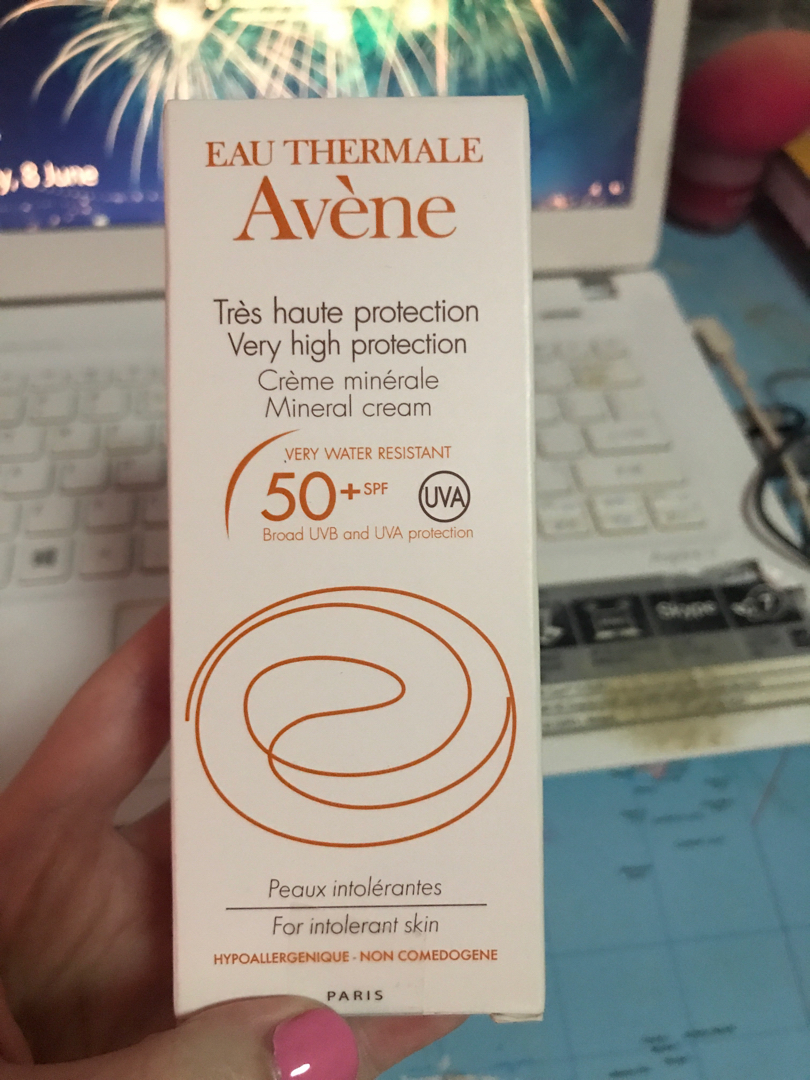 y, 8 June
EAU THERMALE
Avène
Très haute protection
Very high protection
Crème minérale
Mineral cream
VERY WATER RESISTANT
50+ SPF
UVA
Broad UVB and UVA protection
Skype
Peaux intolérantes
For intolerant skin
HYPOALLERGENIQUE - NON COMEDOGENE
PARIS